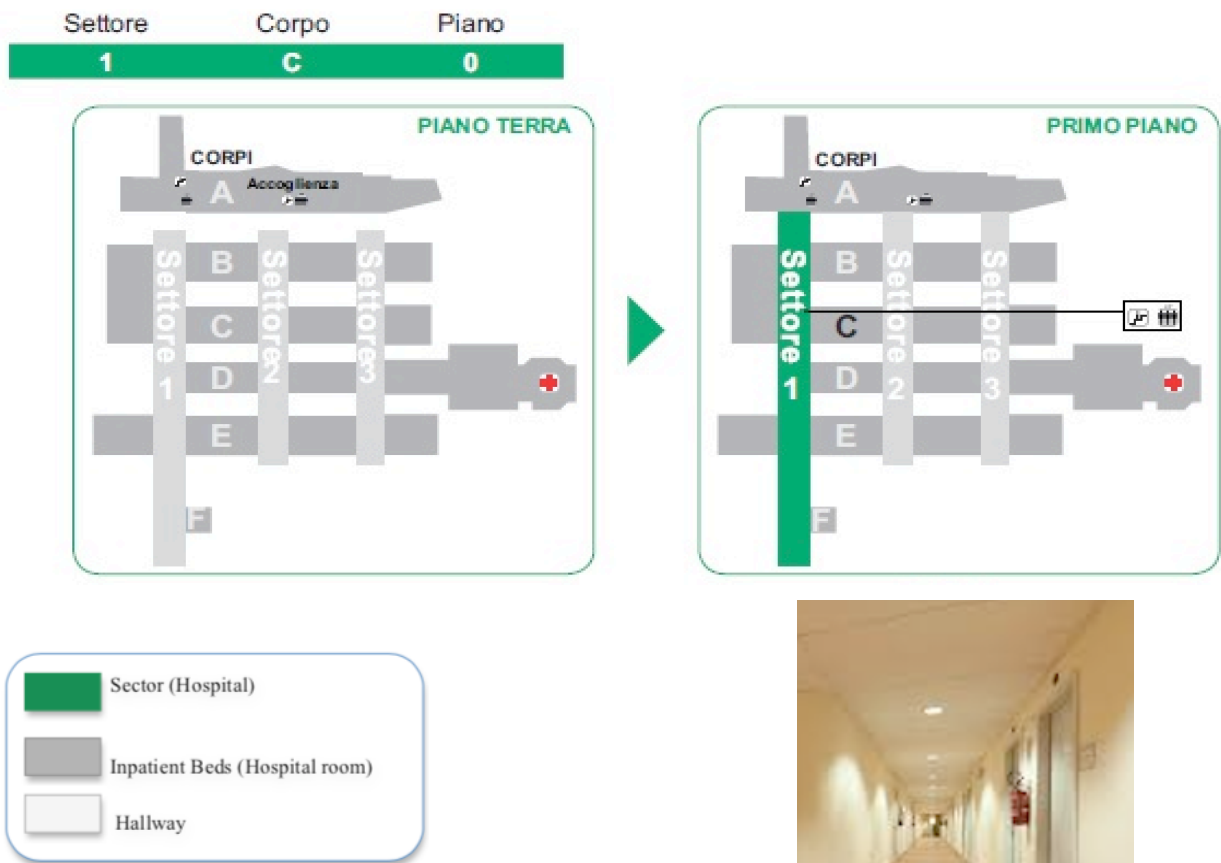 Settore Corpo Piano
1 C 0
PIANO TERRA
CORPI
A Accoglienza
B
C
D
E
F
Settore 1
Settore 2
Settore 3
PRIMO PIANO
CORPI
A
B
C
D
E
F
Settore 1
Settore 2
Settore 3
Sector (Hospital)
Inpatient Beds (Hospital room)
Hallway